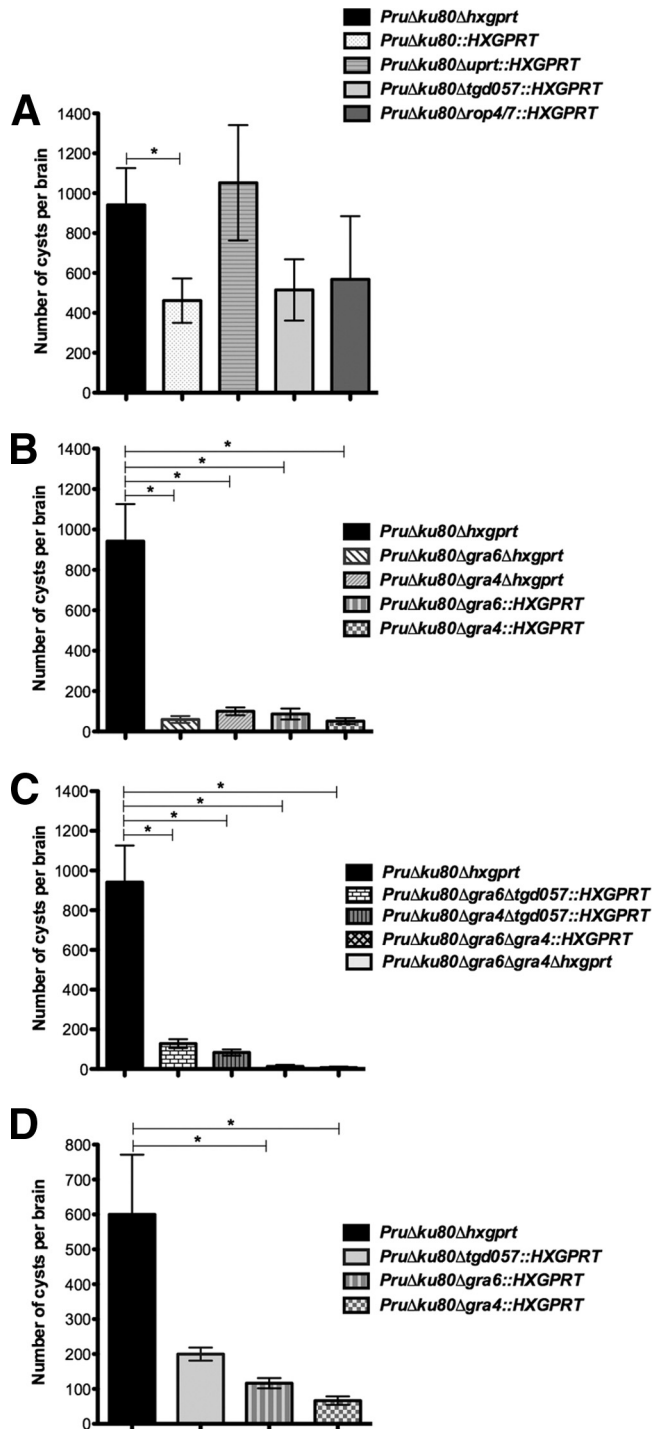 PruΔku80Δhxgprt
PruΔku80::HXGPRT
PruΔku80Δuprt::HXGPRT
PruΔku80Δtgd057::HXGPRT
PruΔku80Δrop4/7::HXGPRT
A
Number of cysts per brain
1400
1200
1000
800
600
400
200
0
*
B
Number of cysts per brain
1400
1200
1000
800
600
400
200
0
*
*
*
*
PruΔku80Δhxgprt
PruΔku80Δgra6Δhxgprt
PruΔku80Δgra4Δhxgprt
PruΔku80Δgra6::HXGPRT
PruΔku80Δgra4::HXGPRT
C
Number of cysts per brain
1400
1200
1000
800
600
400
200
0
*
*
*
*
PruΔku80Δhxgprt
PruΔku80Δgra6Δtgd057::HXGPRT
PruΔku80Δgra4Δtgd057::HXGPRT
PruΔku80Δgra6Δgra4::HXGPRT
PruΔku80Δgra6Δgra4Δhxgprt
D
Number of cysts per brain
800
700
600
500
400
300
200
100
0
*
*
PruΔku80Δhxgprt
PruΔku80Δtgd057::HXGPRT
PruΔku80Δgra6::HXGPRT
PruΔku80Δgra4::HXGPRT